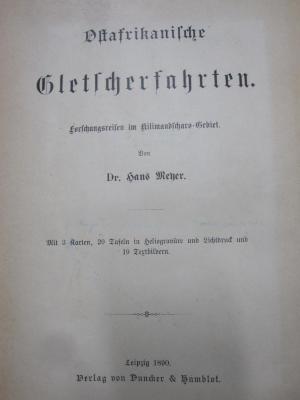 Ostafrikanische
Gletscherfahrten.
Forschungsreisen im Kilimandscharo-Gebiet.
Von
Dr. Hans Meyer.
Mit 3 Karten, 20 Tafeln in Heliogravüre und Lichtdruck und
19 Textbildern.
Leipzig 1890.
Verlag von Duncker & Humblot.